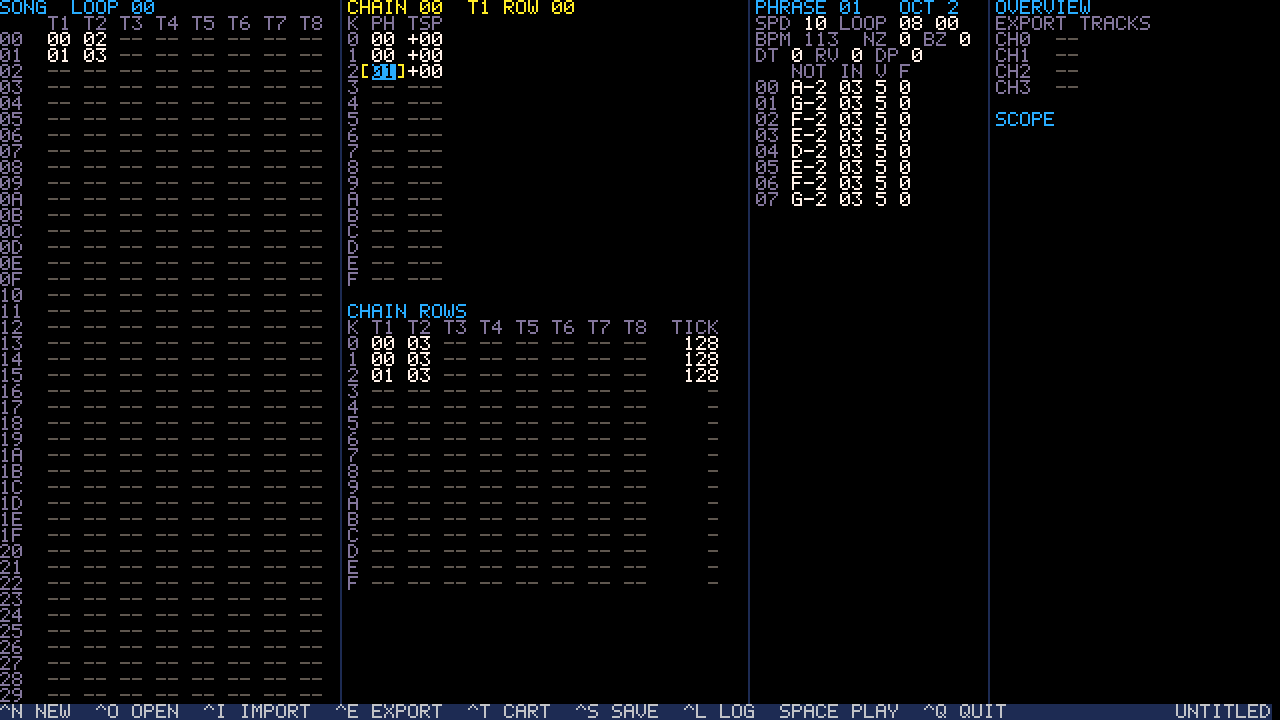 SONG  LOOP 00
T1 T2 T3 T4 T5 T6 T7 T8
00 00 02 -- -- -- -- -- --
01 01 03 -- -- -- -- -- --
02 -- -- -- -- -- -- -- --
03 -- -- -- -- -- -- -- --
04 -- -- -- -- -- -- -- --
05 -- -- -- -- -- -- -- --
06 -- -- -- -- -- -- -- --
07 -- -- -- -- -- -- -- --
08 -- -- -- -- -- -- -- --
09 -- -- -- -- -- -- -- --
0A -- -- -- -- -- -- -- --
0B -- -- -- -- -- -- -- --
0C -- -- -- -- -- -- -- --
0D -- -- -- -- -- -- -- --
0E -- -- -- -- -- -- -- --
0F -- -- -- -- -- -- -- --
10 -- -- -- -- -- -- -- --
11 -- -- -- -- -- -- -- --
12 -- -- -- -- -- -- -- --
13 -- -- -- -- -- -- -- --
14 -- -- -- -- -- -- -- --
15 -- -- -- -- -- -- -- --
16 -- -- -- -- -- -- -- --
17 -- -- -- -- -- -- -- --
18 -- -- -- -- -- -- -- --
19 -- -- -- -- -- -- -- --
1A -- -- -- -- -- -- -- --
1B -- -- -- -- -- -- -- --
1C -- -- -- -- -- -- -- --
1D -- -- -- -- -- -- -- --
1E -- -- -- -- -- -- -- --
1F -- -- -- -- -- -- -- --
20 -- -- -- -- -- -- -- --
21 -- -- -- -- -- -- -- --
22 -- -- -- -- -- -- -- --
23 -- -- -- -- -- -- -- --
24 -- -- -- -- -- -- -- --
25 -- -- -- -- -- -- -- --
26 -- -- -- -- -- -- -- --
27 -- -- -- -- -- -- -- --
28 -- -- -- -- -- -- -- --
29 -- -- -- -- -- -- -- --
CHAIN 00  T1 ROW 00
K PH TSP
0 00 +00
1 00 +00
2[01]+00
3 -- ---
4 -- ---
5 -- ---
6 -- ---
7 -- ---
8 -- ---
9 -- ---
A -- ---
B -- ---
C -- ---
D -- ---
E -- ---
F -- ---
CHAIN ROWS
K T1 T2 T3 T4 T5 T6 T7 T8  TICK
0 00 03 -- -- -- -- -- --   128
1 00 03 -- -- -- -- -- --   128
2 01 03 -- -- -- -- -- --   128
3 -- -- -- -- -- -- -- --     -
4 -- -- -- -- -- -- -- --     -
5 -- -- -- -- -- -- -- --     -
6 -- -- -- -- -- -- -- --     -
7 -- -- -- -- -- -- -- --     -
8 -- -- -- -- -- -- -- --     -
9 -- -- -- -- -- -- -- --     -
A -- -- -- -- -- -- -- --     -
B -- -- -- -- -- -- -- --     -
C -- -- -- -- -- -- -- --     -
D -- -- -- -- -- -- -- --     -
E -- -- -- -- -- -- -- --     -
F -- -- -- -- -- -- -- --     -
PHRASE 01   OCT 2
SPD 10 LOOP 08 00
BPM 113  NZ 0 BZ 0
DT 0 RV 0 DP 0
NOT IN V F
00 A-2 03 5 0
01 G-2 03 5 0
02 F-2 03 5 0
03 E-2 03 5 0
04 D-2 03 5 0
05 E-2 03 5 0
06 F-2 03 5 0
07 G-2 03 5 0
OVERVIEW
EXPORT TRACKS
CH0  --
CH1  --
CH2  --
CH3  --
SCOPE
^N NEW  ^O OPEN  ^I IMPORT  ^E EXPORT  ^T CART  ^S SAVE  ^L LOG  SPACE PLAY  ^Q QUIT  UNTITLED